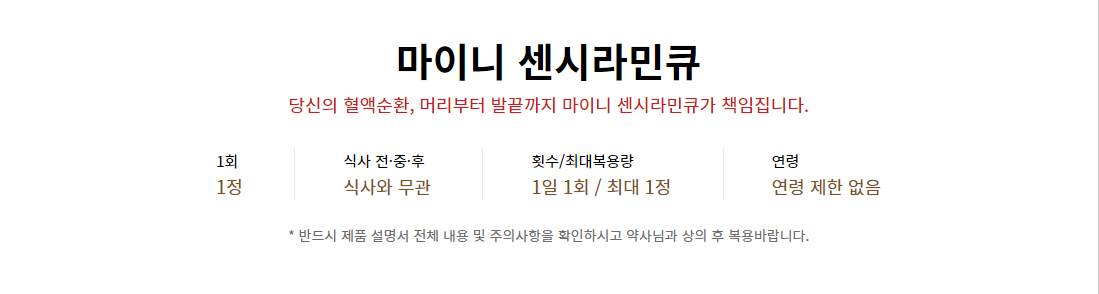 마이니 센시라민큐
당신의 혈액순환, 머리부터 발끝까지 마이니 센시라민큐가 책임집니다.
1회
1정
식사 전·중·후
식사와 무관
횟수/최대복용량
1일 1회 / 최대 1정
연령
연령 제한 없음
* 반드시 제품 설명서 전체 내용 및 주의사항을 확인하시고 약사님과 상의 후 복용바랍니다.